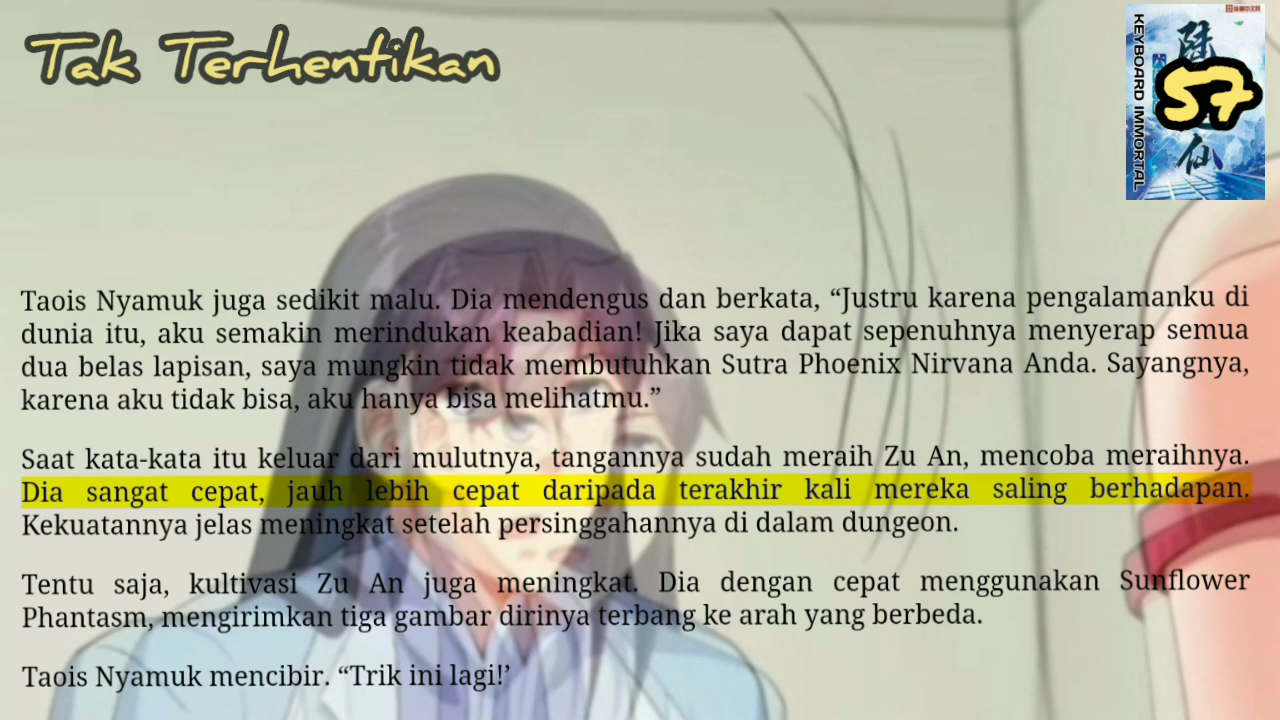 Tak Terhentikan
KEYBOARD IMMORTAL
57
仙
Taois Nyamuk juga sedikit malu. Dia mendengus dan berkata, “Justru karena pengalamanku di
dunia itu, aku semakin merindukan keabadian! Jika saya dapat sepenuhnya menyerap semua
dua belas lapisan, saya mungkin tidak membutuhkan Sutra Phoenix Nirvana Anda. Sayangnya,
karena aku tidak bisa, aku hanya bisa melihatmu.”
Saat kata-kata itu keluar dari mulutnya, tangannya sudah meraih Zu An, mencoba meraihnya.
Dia sangat cepat, jauh lebih cepat daripada terakhir kali mereka saling berhadapan.
Kekuatannya jelas meningkat setelah persinggahannya di dalam dungeon.
Tentu saja, kultivasi Zu An juga meningkat. Dia dengan cepat menggunakan Sunflower
Phantasm, mengirimkan tiga gambar dirinya terbang ke arah yang berbeda.
Taois Nyamuk mencibir. “Trik ini lagi!’